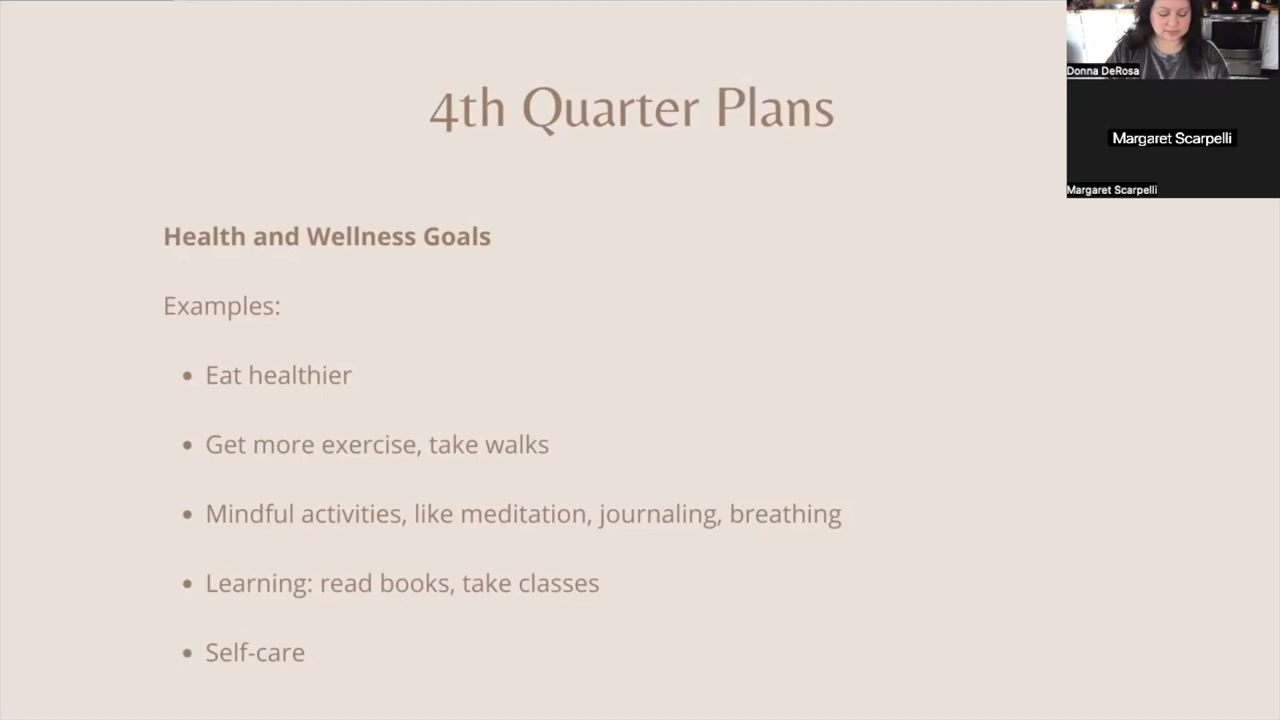 4th Quarter Plans
Donna DeRosa
Margaret Scarpelli
Margaret Scarpelli
Health and Wellness Goals
Examples:
• Eat healthier
• Get more exercise, take walks
• Mindful activities, like meditation, journaling, breathing
• Learning: read books, take classes
• Self-care